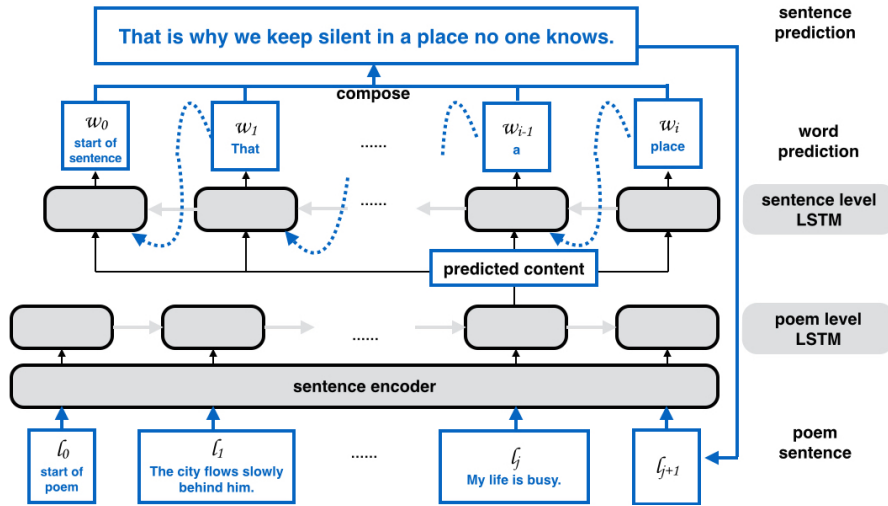 sentence
prediction
That is why we keep silent in a place no one knows.
compose
w0
start of
sentence
w1
That
......
wi-1
a
wi
place
word
prediction
......
sentence level
LSTM
predicted content
......
poem level
LSTM
sentence encoder
l0
start of
poem
l1
The city flows slowly
behind him.
......
lj
My life is busy.
lj+1
poem
sentence